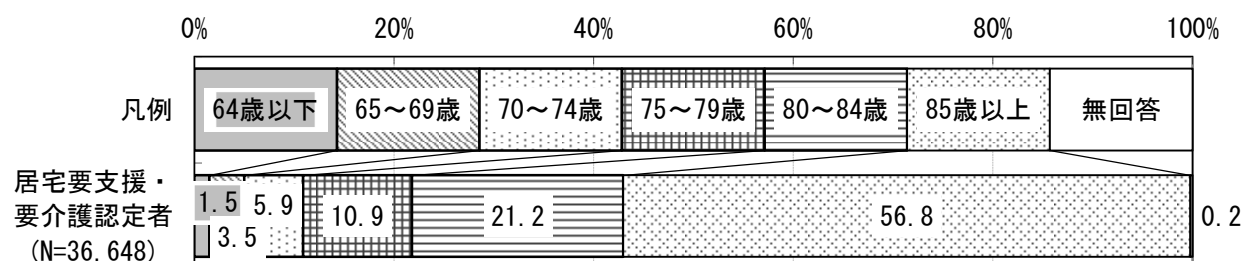 0% 20% 40% 60% 80% 100%
凡例 64歳以下 65～69歳 70～74歳 75～79歳 80～84歳 85歳以上 無回答
居宅要支援・
要介護認定者
(N=36,648)
1.5 5.9 10.9 21.2 56.8 0.2
3.5